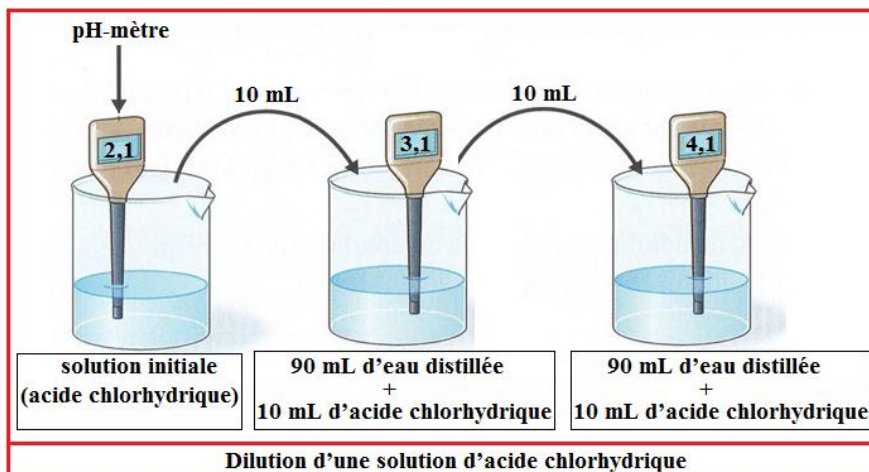 pH-mètre
10 mL
10 mL
2,1
3,1
4,1
solution initiale
(acide chlorhydrique)
90 mL d'eau distillée
+
10 mL d'acide chlorhydrique
90 mL d'eau distillée
+
10 mL d'acide chlorhydrique
Dilution d'une solution d'acide chlorhydrique